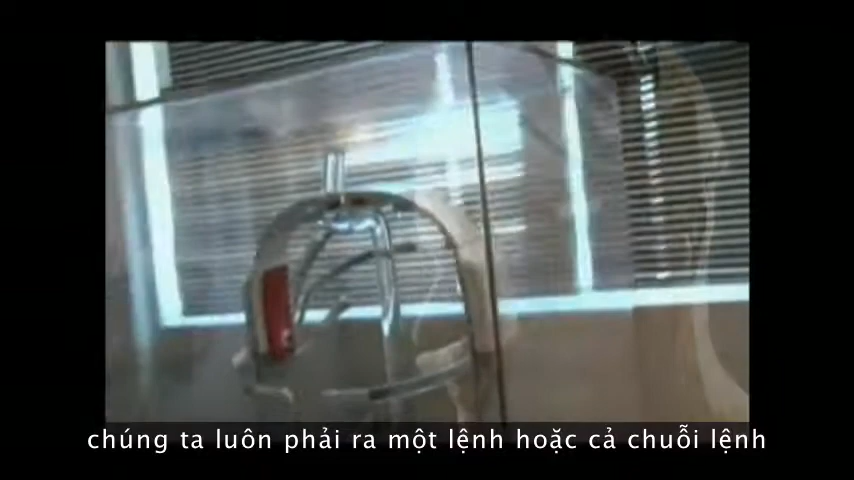 chúng ta luôn phải ra một lệnh hoặc cả chuỗi lệnh